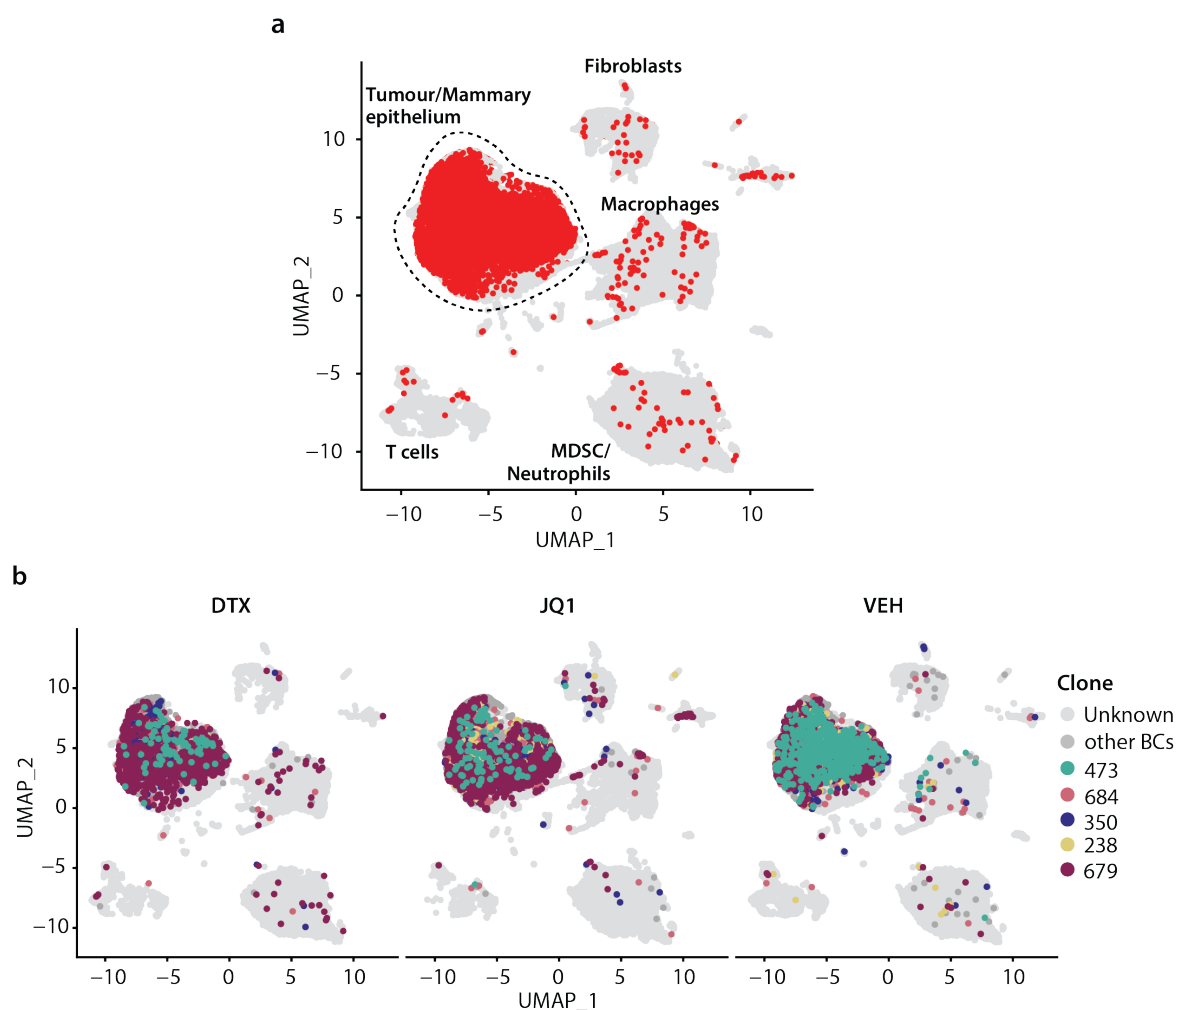 a
Fibroblasts
Tumour/Mammary
epithelium
Macrophages
T cells
MDSC/
Neutrophils
10
5
0
−5
−10
UMAP_2
−10 −5 0 5 10
UMAP_1
b
DTX JQ1 VEH
10
5
0
−5
−10
UMAP_2
−10 −5 0 5 10 −10 −5 0 5 10 −10 −5 0 5 10
UMAP_1
Clone
Unknown
other BCs
473
684
350
238
679